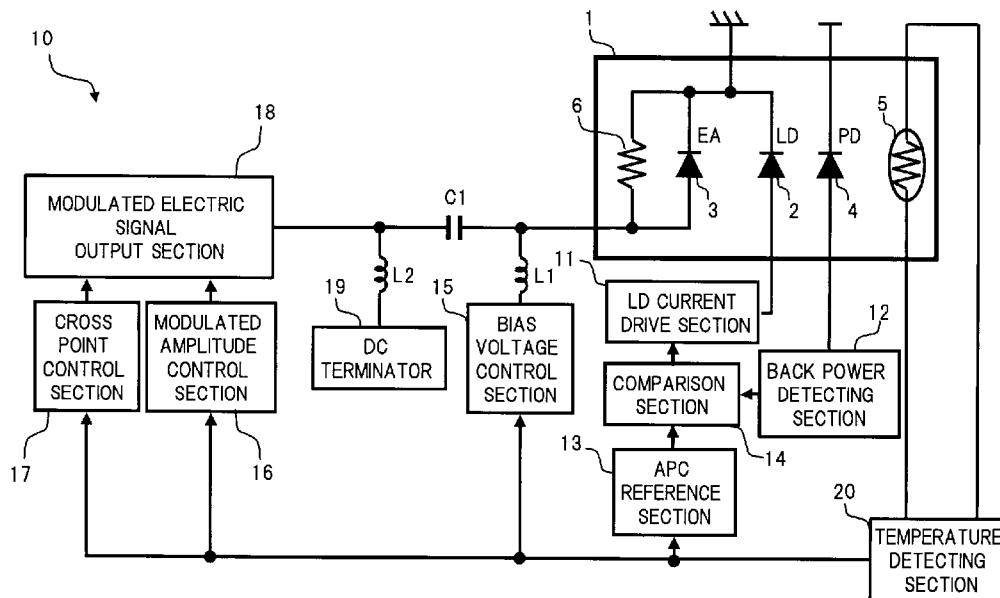 10
18
MODULATED ELECTRIC
SIGNAL
OUTPUT SECTION
C1
1
6
EA
LD
PD
5
3
2
4
L2
L1
11
LD CURRENT
DRIVE SECTION
19
DC
TERMINATOR
15
BIAS
VOLTAGE
CONTROL
SECTION
12
BACK POWER
DETECTING
SECTION
CROSS
POINT
CONTROL
SECTION
MODULATED
AMPLITUDE
CONTROL
SECTION
COMPARISON
SECTION
17
16
13
14
APC
REFERENCE
SECTION
20
TEMPERATURE
DETECTING
SECTION